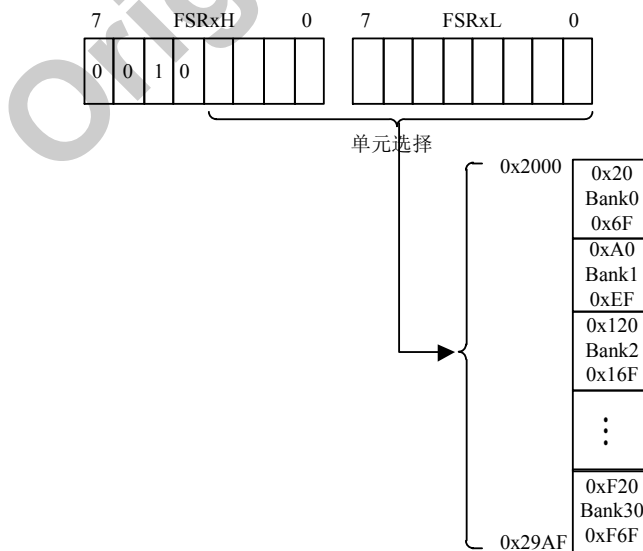 7 FSRxH 0 7 FSRxL 0
0 0 1 0
单元选择
0x2000
0x20
Bank0
0x6F
0xA0
Bank1
0xEF
0x120
Bank2
0x16F
⋮
0xF20
Bank30
0xF6F
0x29AF
Orig